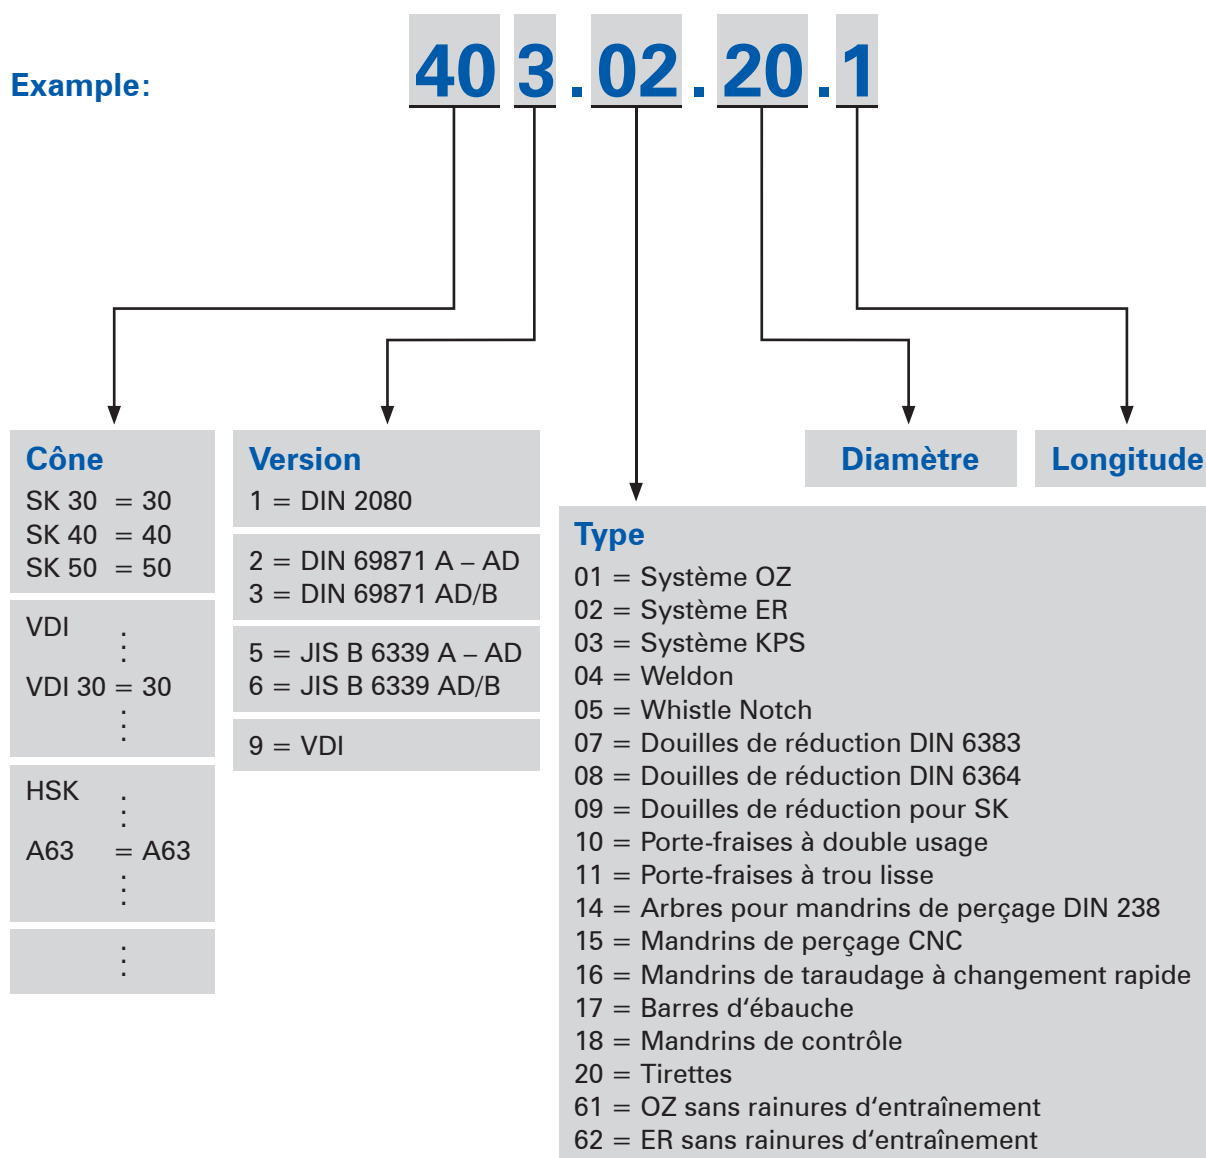 Example: 40 3 . 02 . 20 . 1
Cône
SK 30 = 30
SK 40 = 40
SK 50 = 50
VDI
VDI 30 = 30
HSK
A63 = A63
Version
1 = DIN 2080
2 = DIN 69871 A – AD
3 = DIN 69871 AD/B
5 = JIS B 6339 A – AD
6 = JIS B 6339 AD/B
9 = VDI
Type
01 = Système OZ
02 = Système ER
03 = Système KPS
04 = Weldon
05 = Whistle Notch
07 = Douilles de réduction DIN 6383
08 = Douilles de réduction DIN 6364
09 = Douilles de réduction pour SK
10 = Porte-fraises à double usage
11 = Porte-fraises à trou lisse
14 = Arbres pour mandrins de perçage DIN 238
15 = Mandrins de perçage CNC
16 = Mandrins de taraudage à changement rapide
17 = Barres d‘ébauche
18 = Mandrins de contrôle
20 = Tirettes
61 = OZ sans rainures d‘entraînement
62 = ER sans rainures d‘entraînement
Diamètre
Longitude